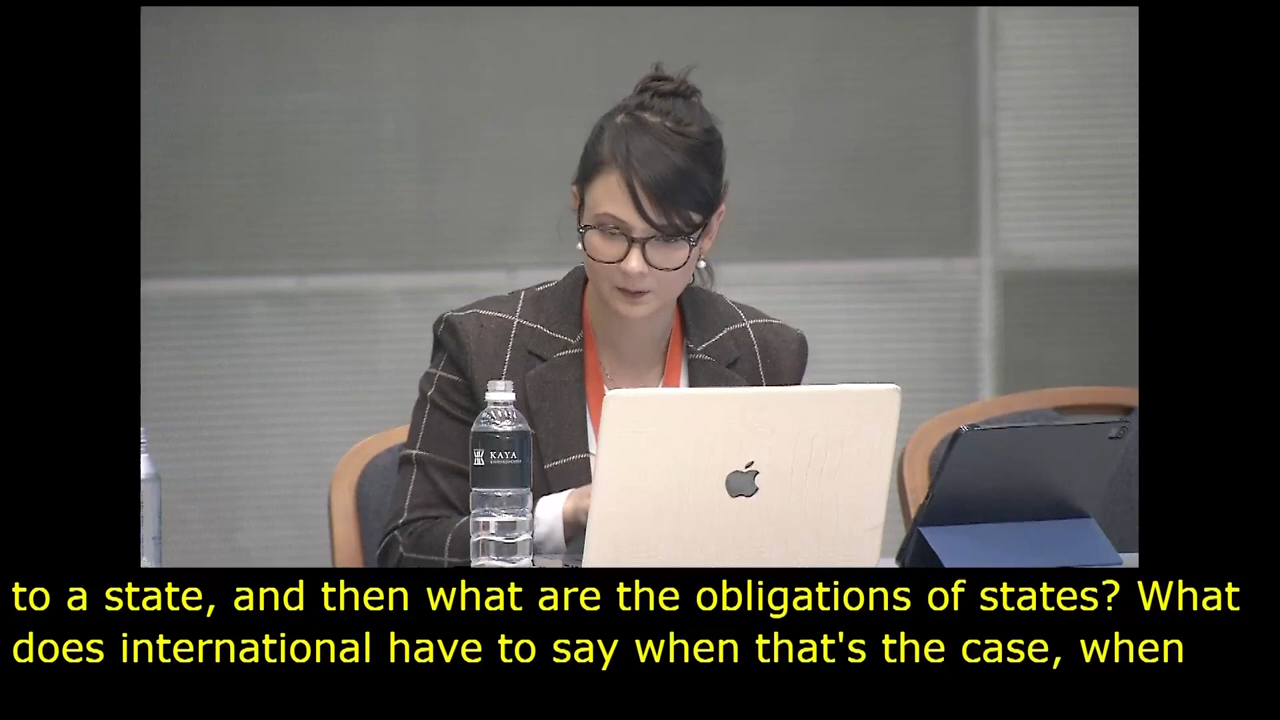 KAYA
to a state, and then what are the obligations of states? What
does international have to say when that's the case, when